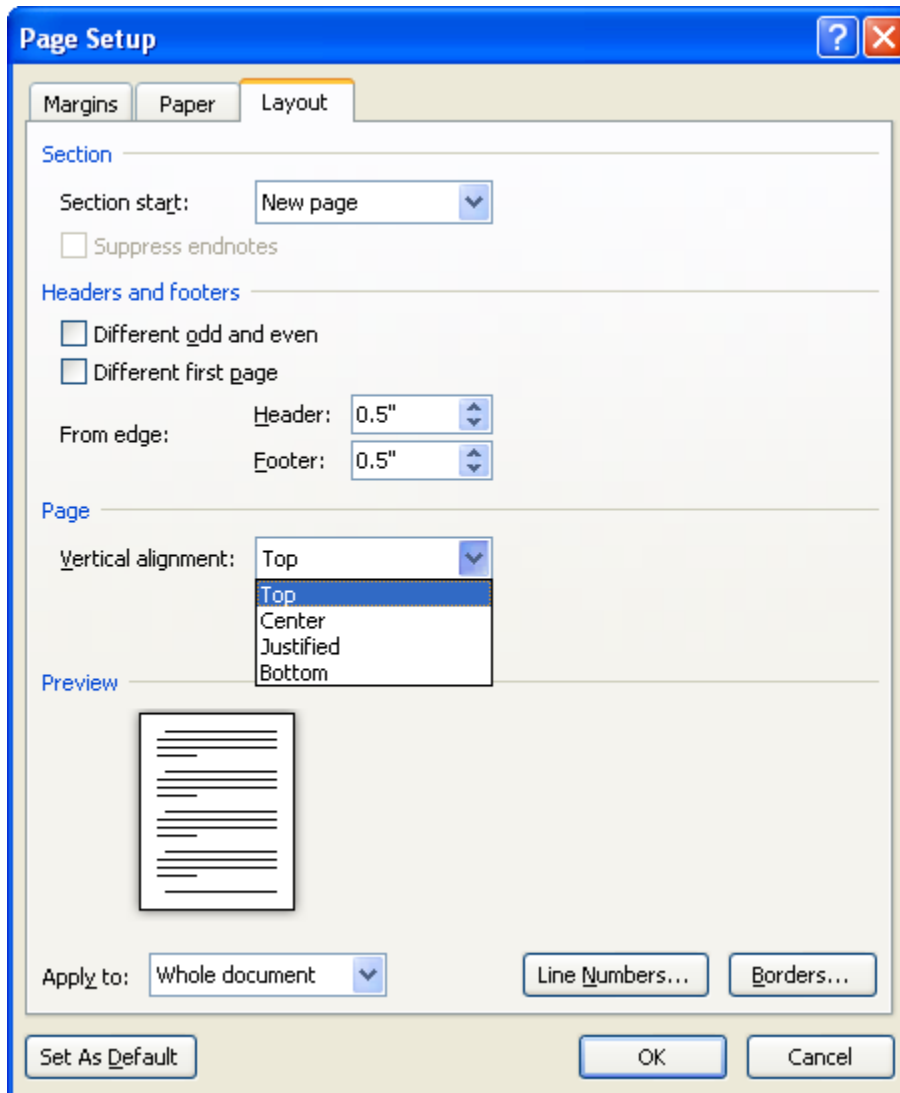 Page Setup
Margins Paper Layout
Section
Section start: New page
Suppress endnotes
Headers and footers
Different odd and even
Different first page
From edge:
Header: 0.5"
Footer: 0.5"
Page
Vertical alignment: Top
Top
Center
Justified
Bottom
Preview
Apply to: Whole document Line Numbers... Borders...
Set As Default OK Cancel